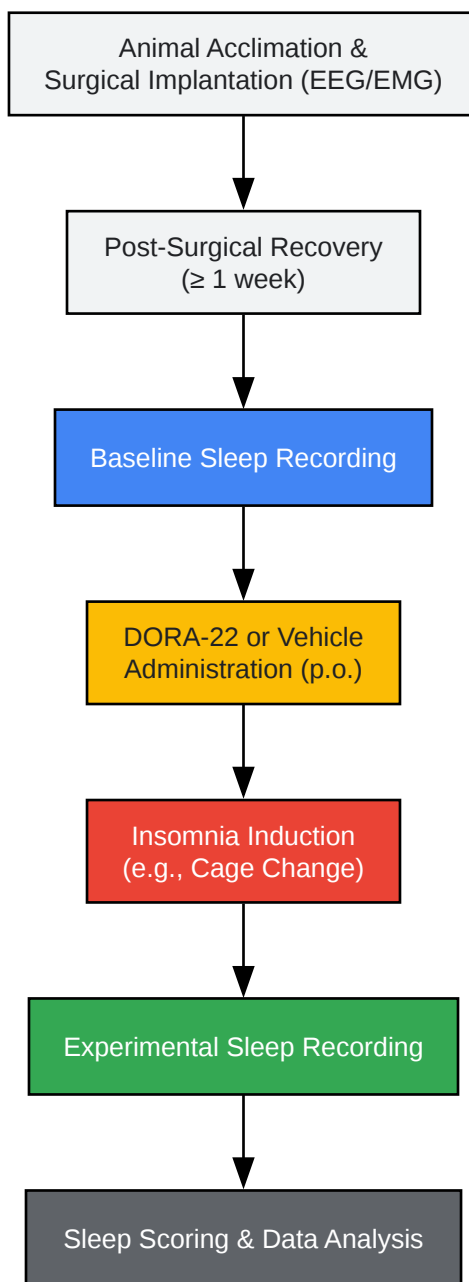 Animal Acclimation &
Surgical Implantation (EEG/EMG)
Post-Surgical Recovery
(≥ 1 week)
Baseline Sleep Recording
DORA-22 or Vehicle
Administration (p.o.)
Insomnia Induction
(e.g., Cage Change)
Experimental Sleep Recording
Sleep Scoring & Data Analysis